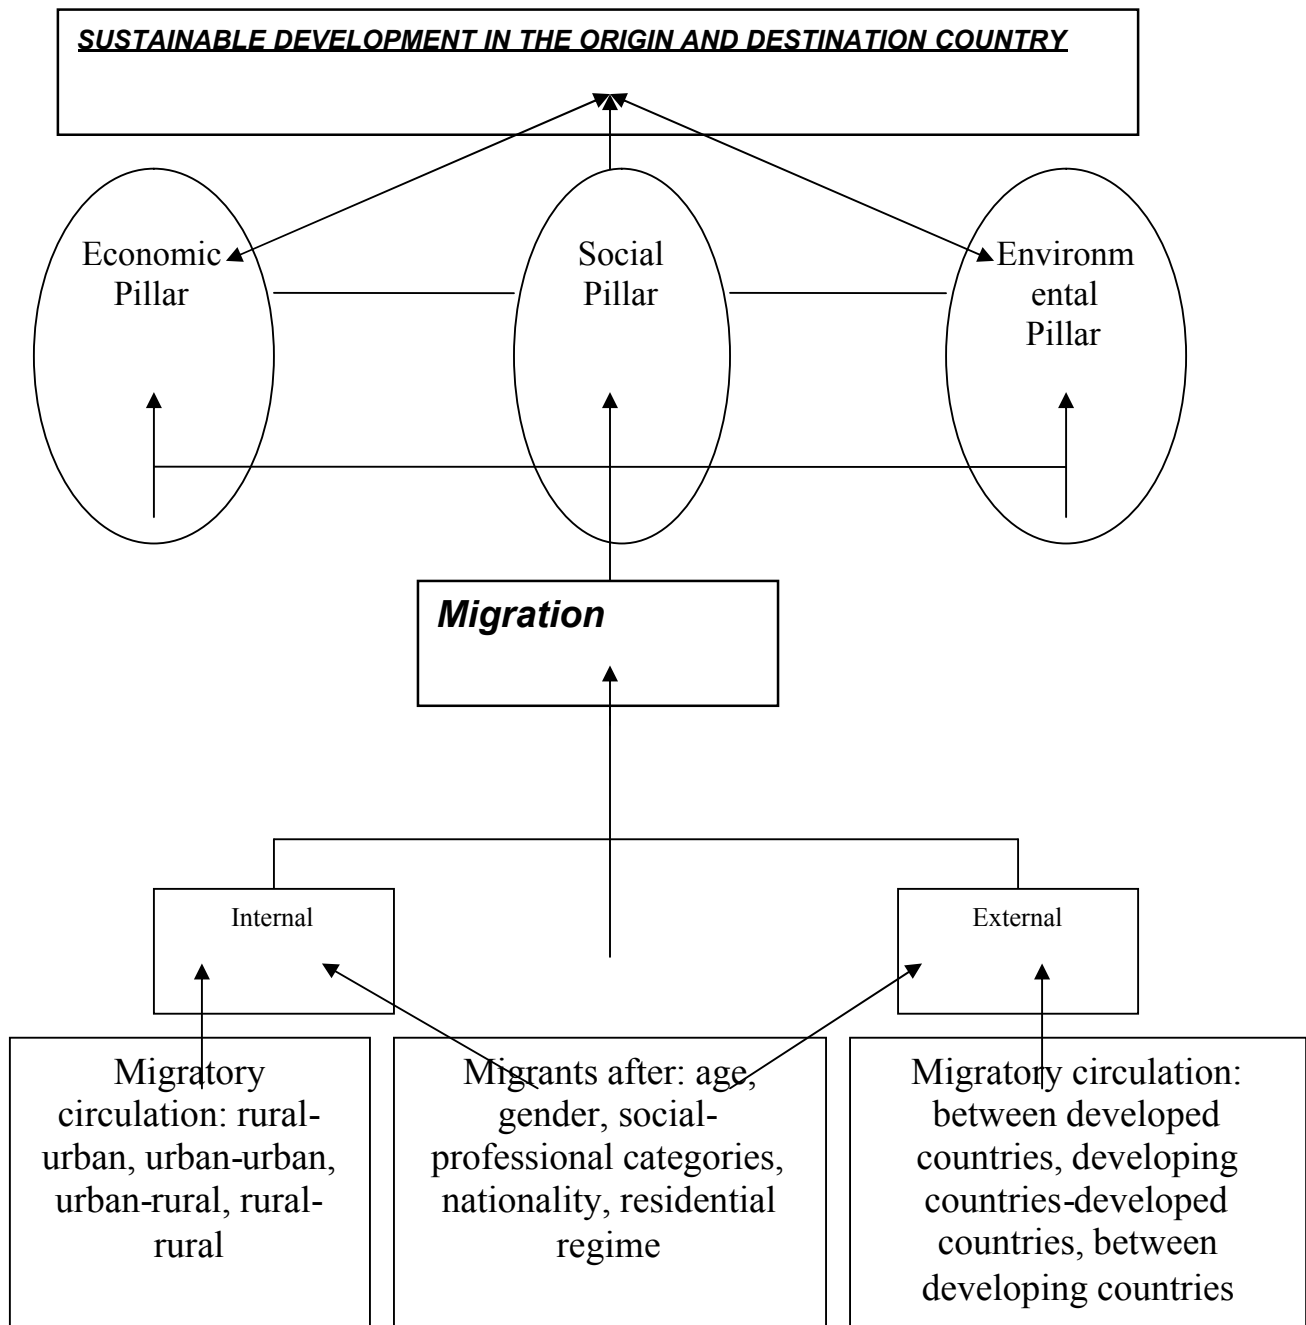 SUSTAINABLE DEVELOPMENT IN THE ORIGIN AND DESTINATION COUNTRY
Economic
Pillar
Social
Pillar
Environm
ental
Pillar
Migration
Internal
External
Migratory
circulation: rural-
urban, urban-urban,
urban-rural, rural-
rural
Migrants after: age,
gender, social-
professional categories,
nationality, residential
regime
Migratory circulation:
between developed
countries, developing
countries-developed
countries, between
developing countries